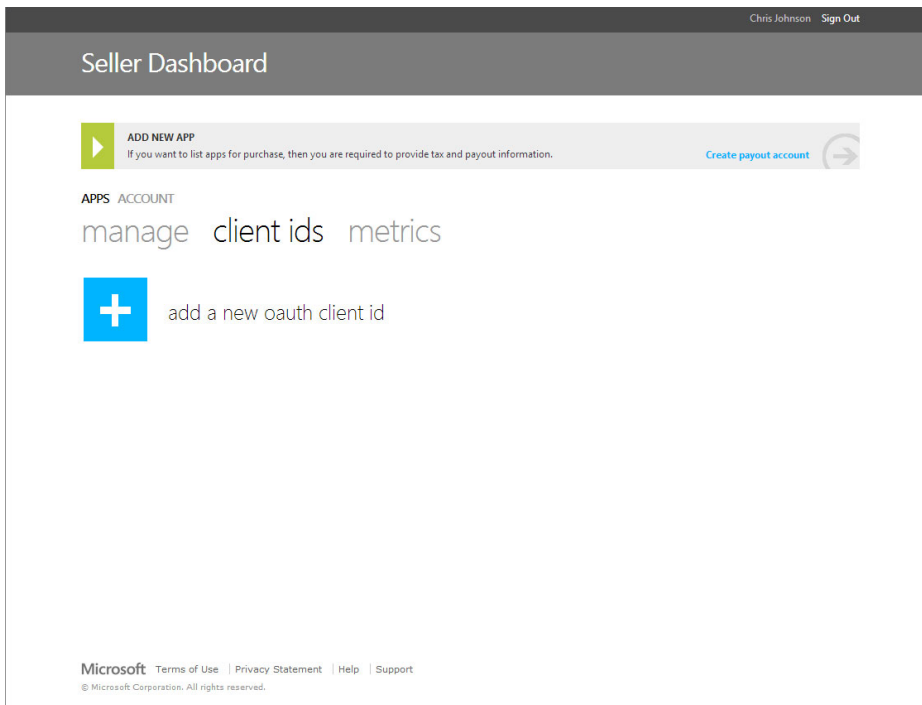 Chris Johnson Sign Out
Seller Dashboard
ADD NEW APP
If you want to list apps for purchase, then you are required to provide tax and payout information.
Create payout account
APPS ACCOUNT
manage client ids metrics
add a new oauth client id
Microsoft Terms of Use | Privacy Statement | Help | Support
© Microsoft Corporation. All rights reserved.